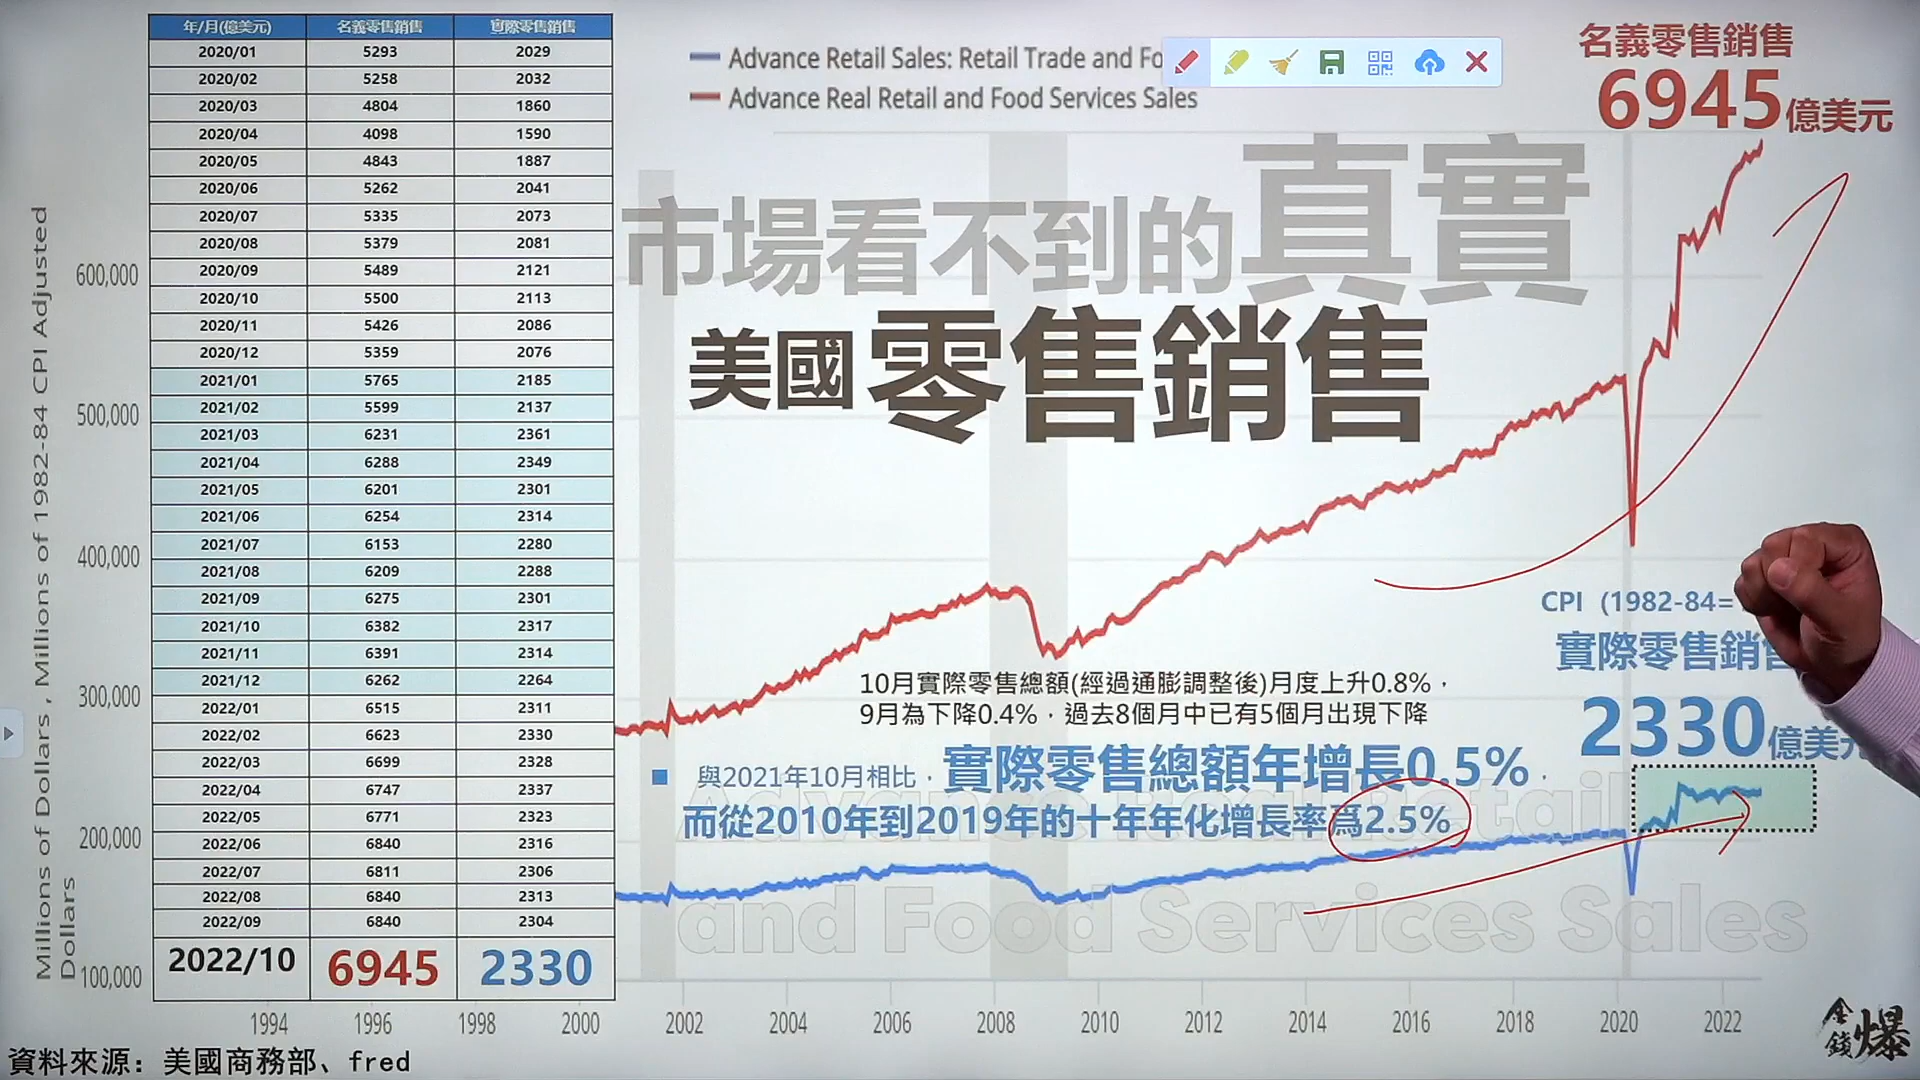 年/月(億美元) 名義零售銷售 實際零售銷售
2020/01 5293 2029
2020/02 5258 2032
2020/03 4804 1860
2020/04 4098 1590
2020/05 4843 1887
2020/06 5262 2041
2020/07 5335 2073
2020/08 5379 2081
2020/09 5489 2121
2020/10 5500 2113
2020/11 5426 2086
2020/12 5359 2076
2021/01 5765 2185
2021/02 5599 2137
2021/03 6231 2361
2021/04 6288 2349
2021/05 6201 2301
2021/06 6254 2314
2021/07 6153 2280
2021/08 6209 2288
2021/09 6275 2301
2021/10 6382 2317
2021/11 6391 2314
2021/12 6262 2264
2022/01 6515 2311
2022/02 6623 2330
2022/03 6699 2328
2022/04 6747 2337
2022/05 6771 2323
2022/06 6840 2316
2022/07 6811 2306
2022/08 6840 2313
2022/09 6840 2304
2022/10 6945 2330
Millions of Dollars , Millions of 1982-84 CPI Adjusted
Dollars
600,000
500,000
400,000
300,000
200,000
100,000
Advance Retail Sales: Retail Trade and Fo
Advance Real Retail and Food Services Sales
名義零售銷售
6945億美元
市場看不到的真實
美國零售銷售
CPI (1982-84=
實際零售銷售
2330億美元
10月實際零售總額(經過通膨調整後)月度上升0.8%，
9月為下降0.4%，過去8個月中已有5個月出現下降
與2021年10月相比，實際零售總額年增長0.5%，
而從2010年到2019年的十年年化增長率爲2.5%
Advance Real Retail
and Food Services Sales
1994 1996 1998 2000 2002 2004 2006 2008 2010 2012 2014 2016 2018 2020 2022
資料來源：美國商務部、fred
金錢爆